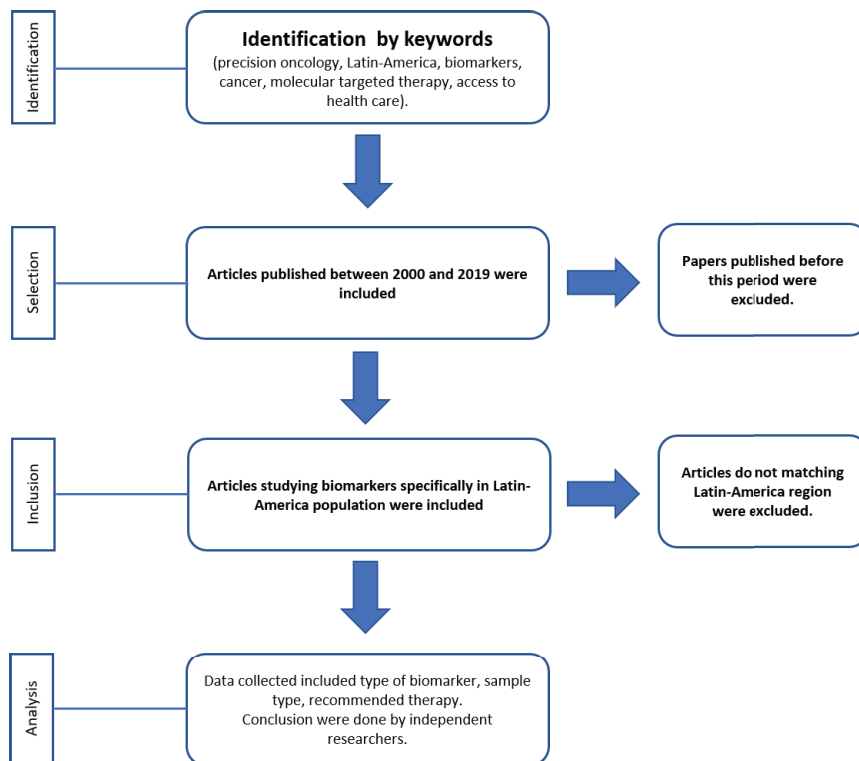 Identification
Identification by keywords
(precision oncology, Latin-America, biomarkers,
cancer, molecular targeted therapy, access to
health care).
Selection
Articles published between 2000 and 2019 were
included
Papers published before
this period were
excluded.
Inclusion
Articles studying biomarkers specifically in Latin-
America population were included
Articles do not matching
Latin-America region
were excluded.
Analysis
Data collected included type of biomarker, sample
type, recommended therapy.
Conclusion were done by independent
researchers.